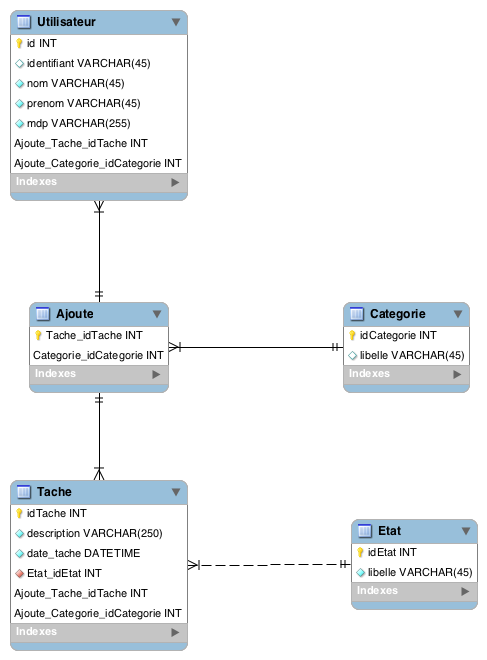 Utilisateur
id INT
identifiant VARCHAR(45)
nom VARCHAR(45)
prenom VARCHAR(45)
mdp VARCHAR(255)
Ajoute_Tache_idTache INT
Ajoute_Categorie_idCategorie INT
Indexes
Ajoute
Tache_idTache INT
Categorie_idCategorie INT
Indexes
Categorie
idCategorie INT
libelle VARCHAR(45)
Indexes
Tache
idTache INT
description VARCHAR(250)
date_tache DATETIME
Etat_idEtat INT
Ajoute_Tache_idTache INT
Ajoute_Categorie_idCategorie INT
Indexes
Etat
idEtat INT
libelle VARCHAR(45)
Indexes